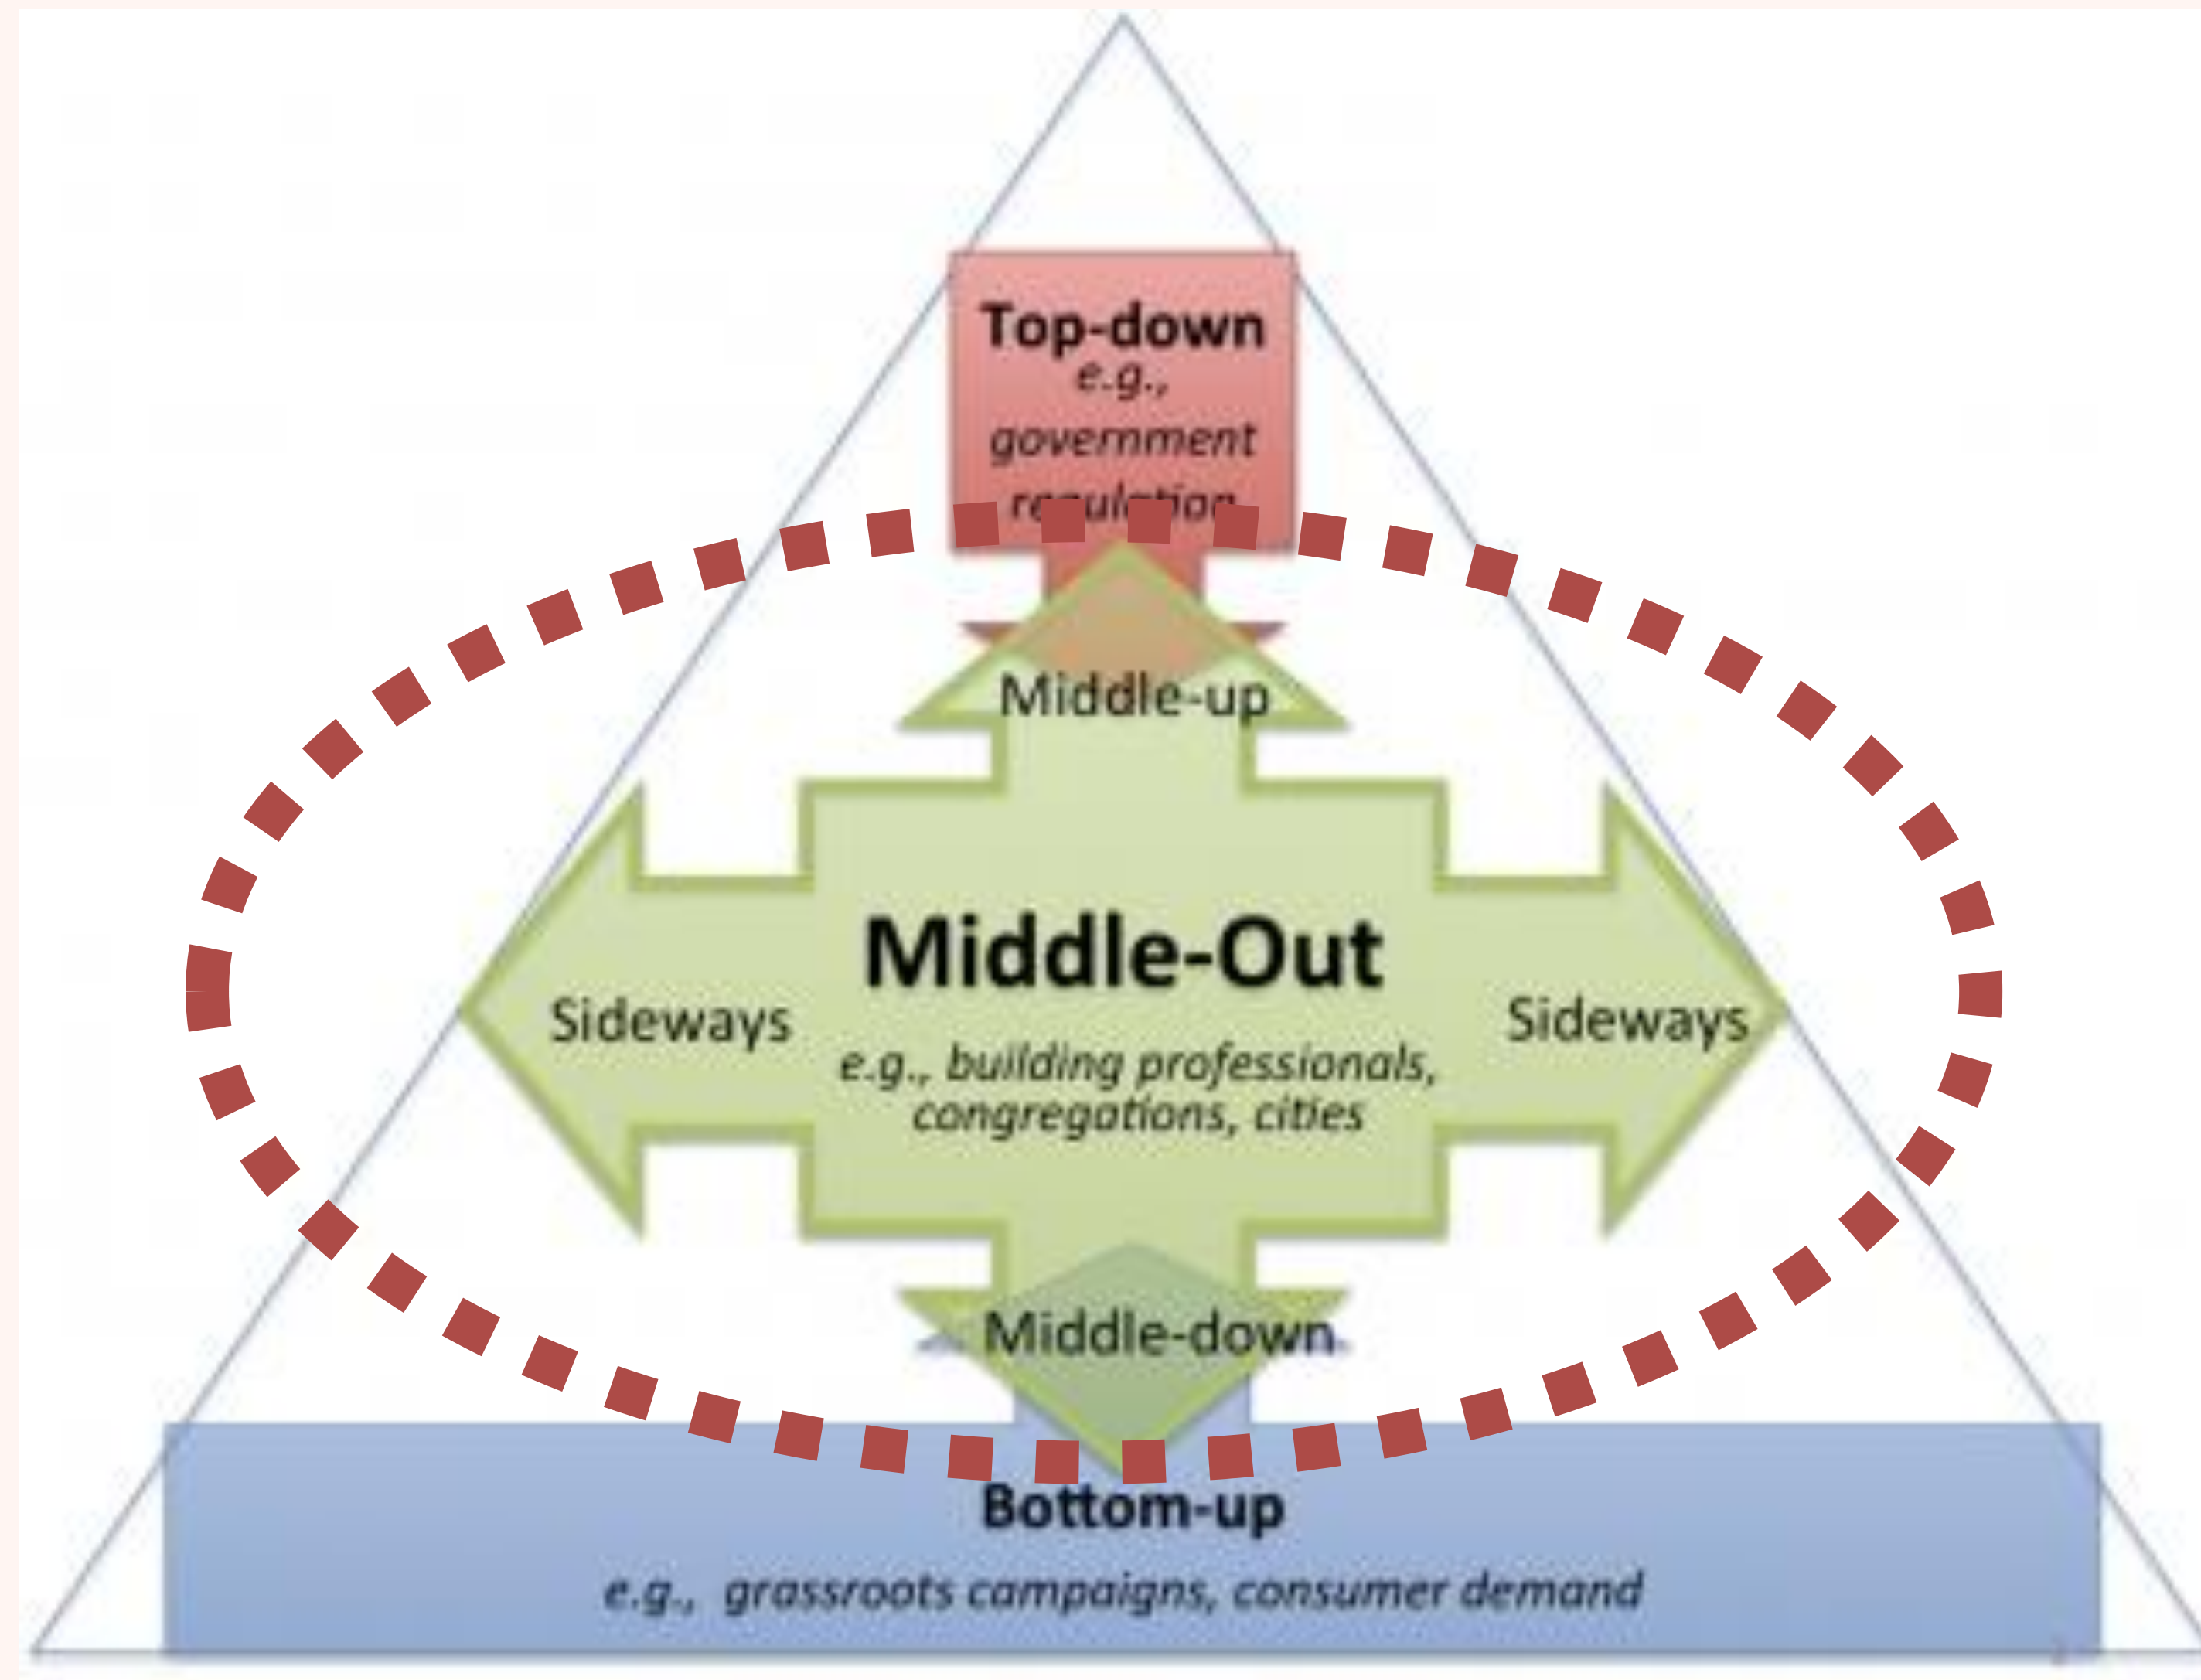 Top-down
e.g.,
government
regulation
Middle-up
Middle-Out
Sideways
Sideways
e.g., building professionals,
congregations, cities
Middle-down
Bottom-up
e.g., grassroots campaigns, consumer demand